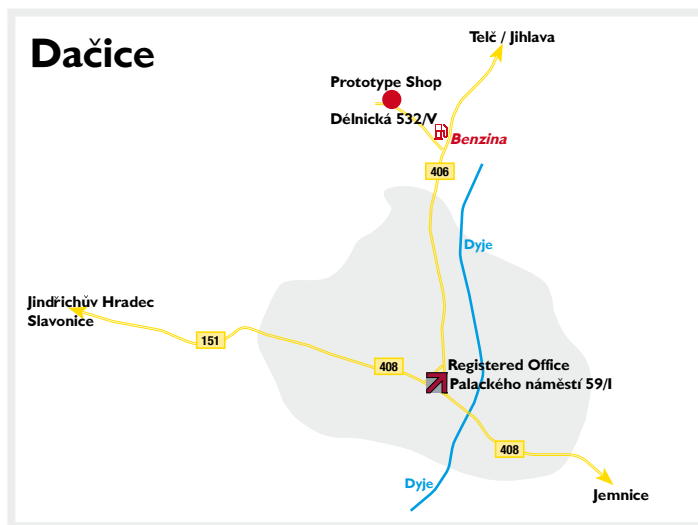 Dačice
Telč / Jihlava
Prototype Shop
Délnická 532/V
Benzina
406
Dyje
Jindřichův Hradec
Slavonice
151
408
Registered Office
Palackého náměstí 59/I
408
Dyje
Jemnice